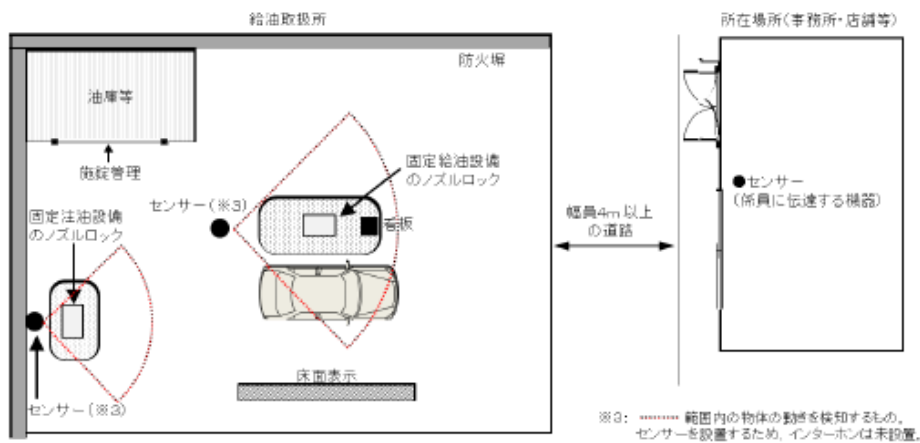 給油取扱所
所在場所(事務所・店舗等)
防火塀
油庫等
施錠管理
固定給油設備
のノズルロック
センサー(※3)
看板
固定注油設備
のノズルロック
幅員4m以上
の道路
●センサー
(係員に伝達する機器)
床面表示
センサー(※3)
※3: 範囲内の物体の動きを検知するもの。
センサーを設置するため、インターホンは未設置。